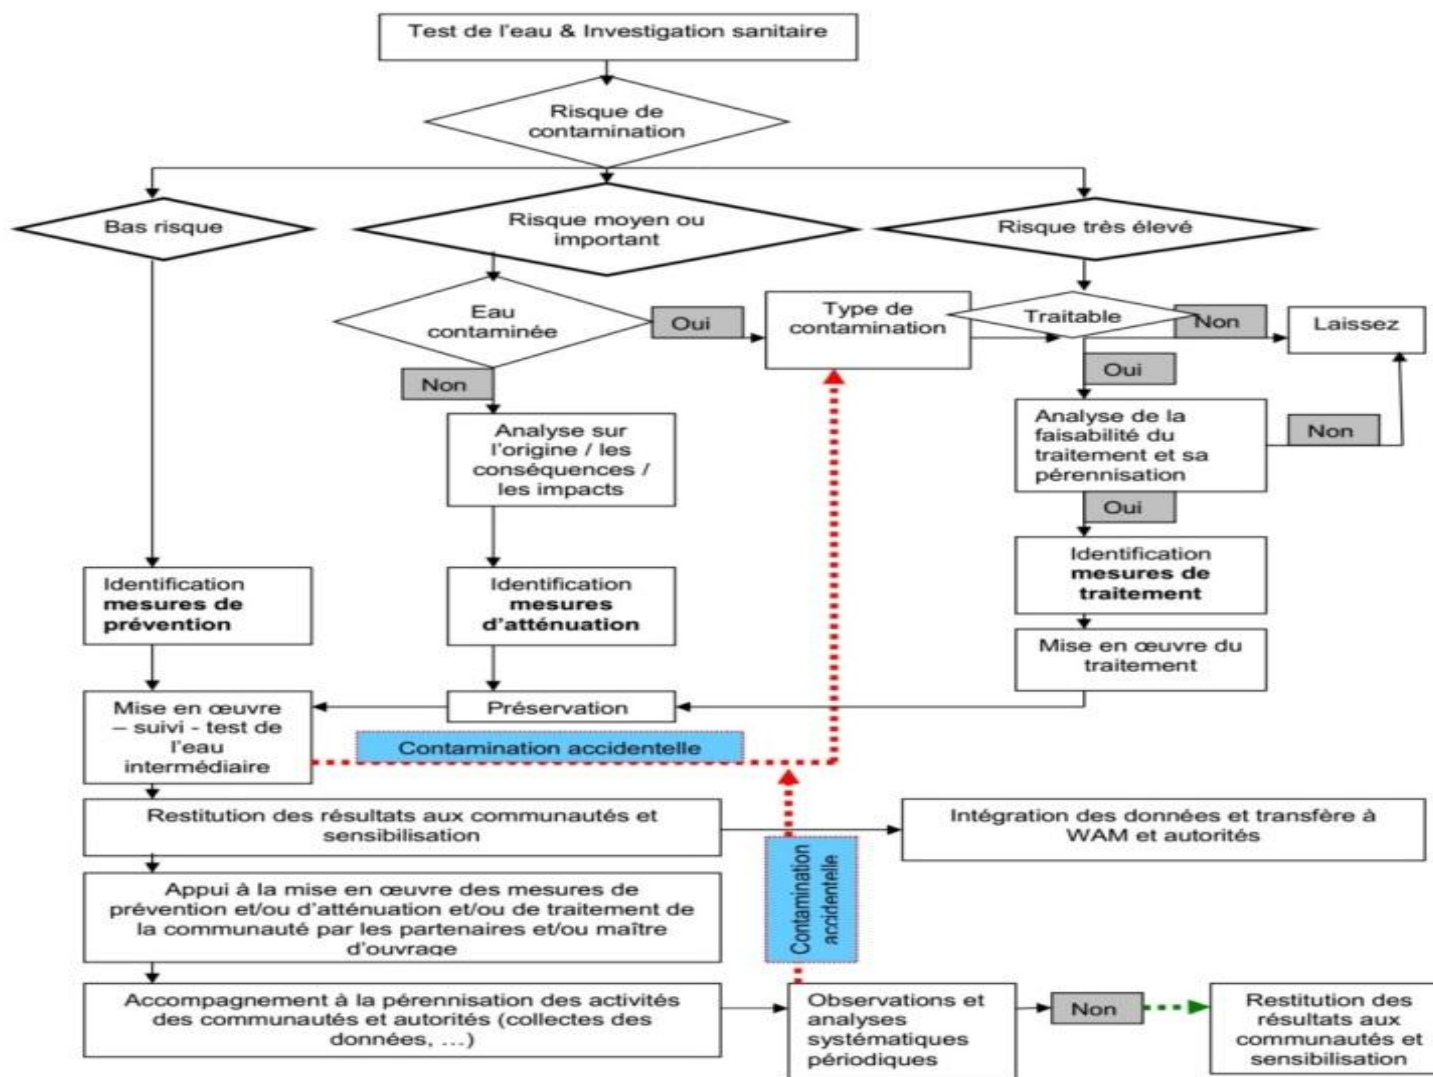 Test de l'eau & Investigation sanitaire
Risque de
contamination
Bas risque
Risque moyen ou
important
Risque très élevé
Eau
contaminée
Oui
Type de
contamination
Traitable
Non
Laissez
Non
Oui
Analyse sur
l'origine / les
conséquences /
les impacts
Analyse de la
faisabilité du
traitement et sa
pérennisation
Non
Oui
Identification
mesures de
prévention
Identification
mesures
d'atténuation
Identification
mesures de
traitement
Mise en œuvre du
traitement
Mise en œuvre
– suivi - test de
l'eau
intermédiaire
Préservation
Contamination accidentelle
Restitution des résultats aux communautés et
sensibilisation
Intégration des données et transfère à
WAM et autorités
Appui à la mise en œuvre des mesures de
prévention et/ou d'atténuation et/ou de traitement de
la communauté par les partenaires et/ou maître
d'ouvrage
Contamination
accidentelle
Accompagnement à la pérennisation des activités
des communautés et autorités (collectes des
données, …)
Observations et
analyses
systématiques
périodiques
Non
Restitution des
résultats aux
communautés et
sensibilisation